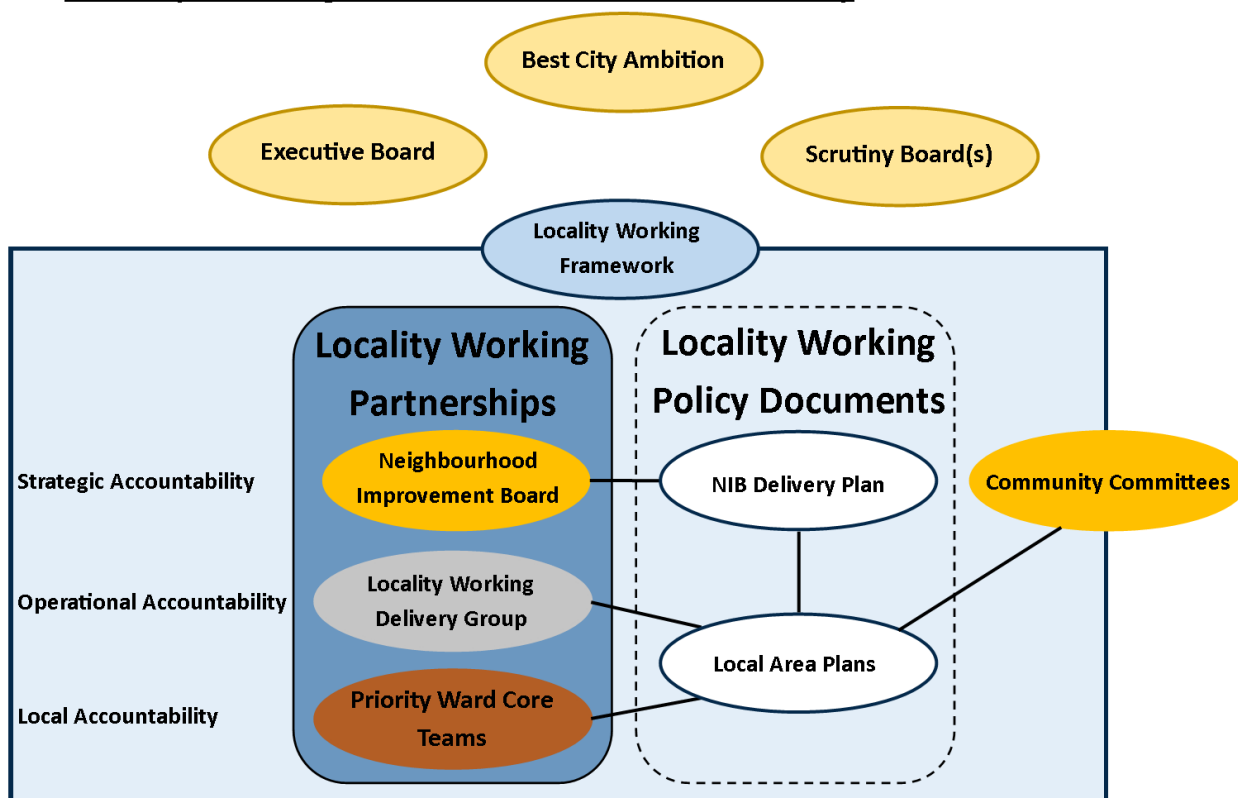 Best City Ambition
Executive Board
Scrutiny Board(s)
Locality Working
Framework
Locality Working
Partnerships
Locality Working
Policy Documents
Strategic Accountability
Neighbourhood
Improvement Board
NIB Delivery Plan
Community Committees
Operational Accountability
Locality Working
Delivery Group
Local Area Plans
Local Accountability
Priority Ward Core
Teams